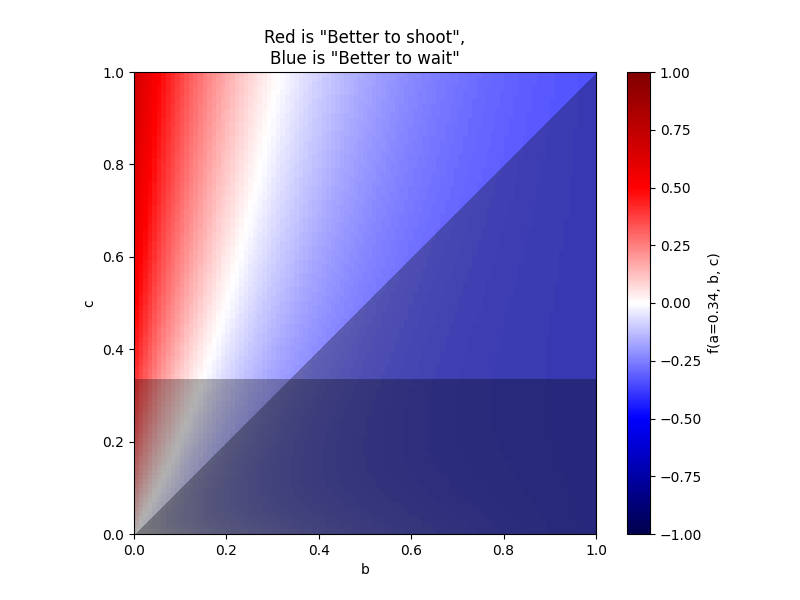 Red is "Better to shoot",
Blue is "Better to wait"
1.0
0.8
0.6
0.4
0.2
0.0
c
0.0 0.2 0.4 0.6 0.8 1.0
b
1.00
0.75
0.50
0.25
0.00
−0.25
−0.50
−0.75
−1.00
f(a=0.34, b, c)